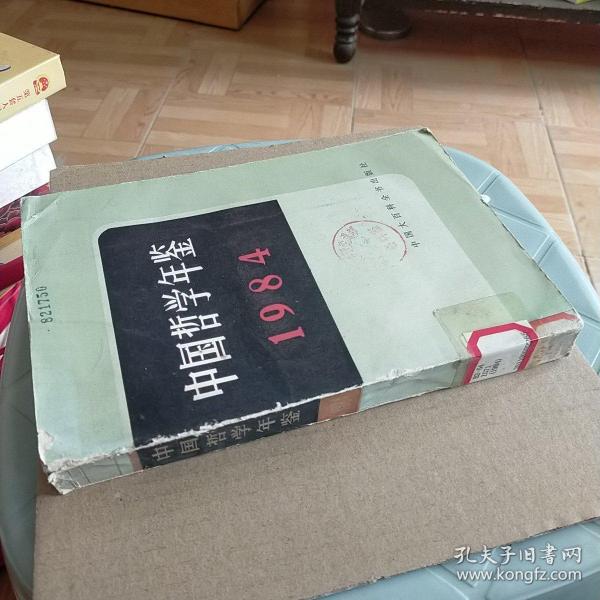 中国哲学年鉴
1984
中国大百科全书出版社
821750
中国哲学年鉴
孔夫子旧书网
www.kongfz.com